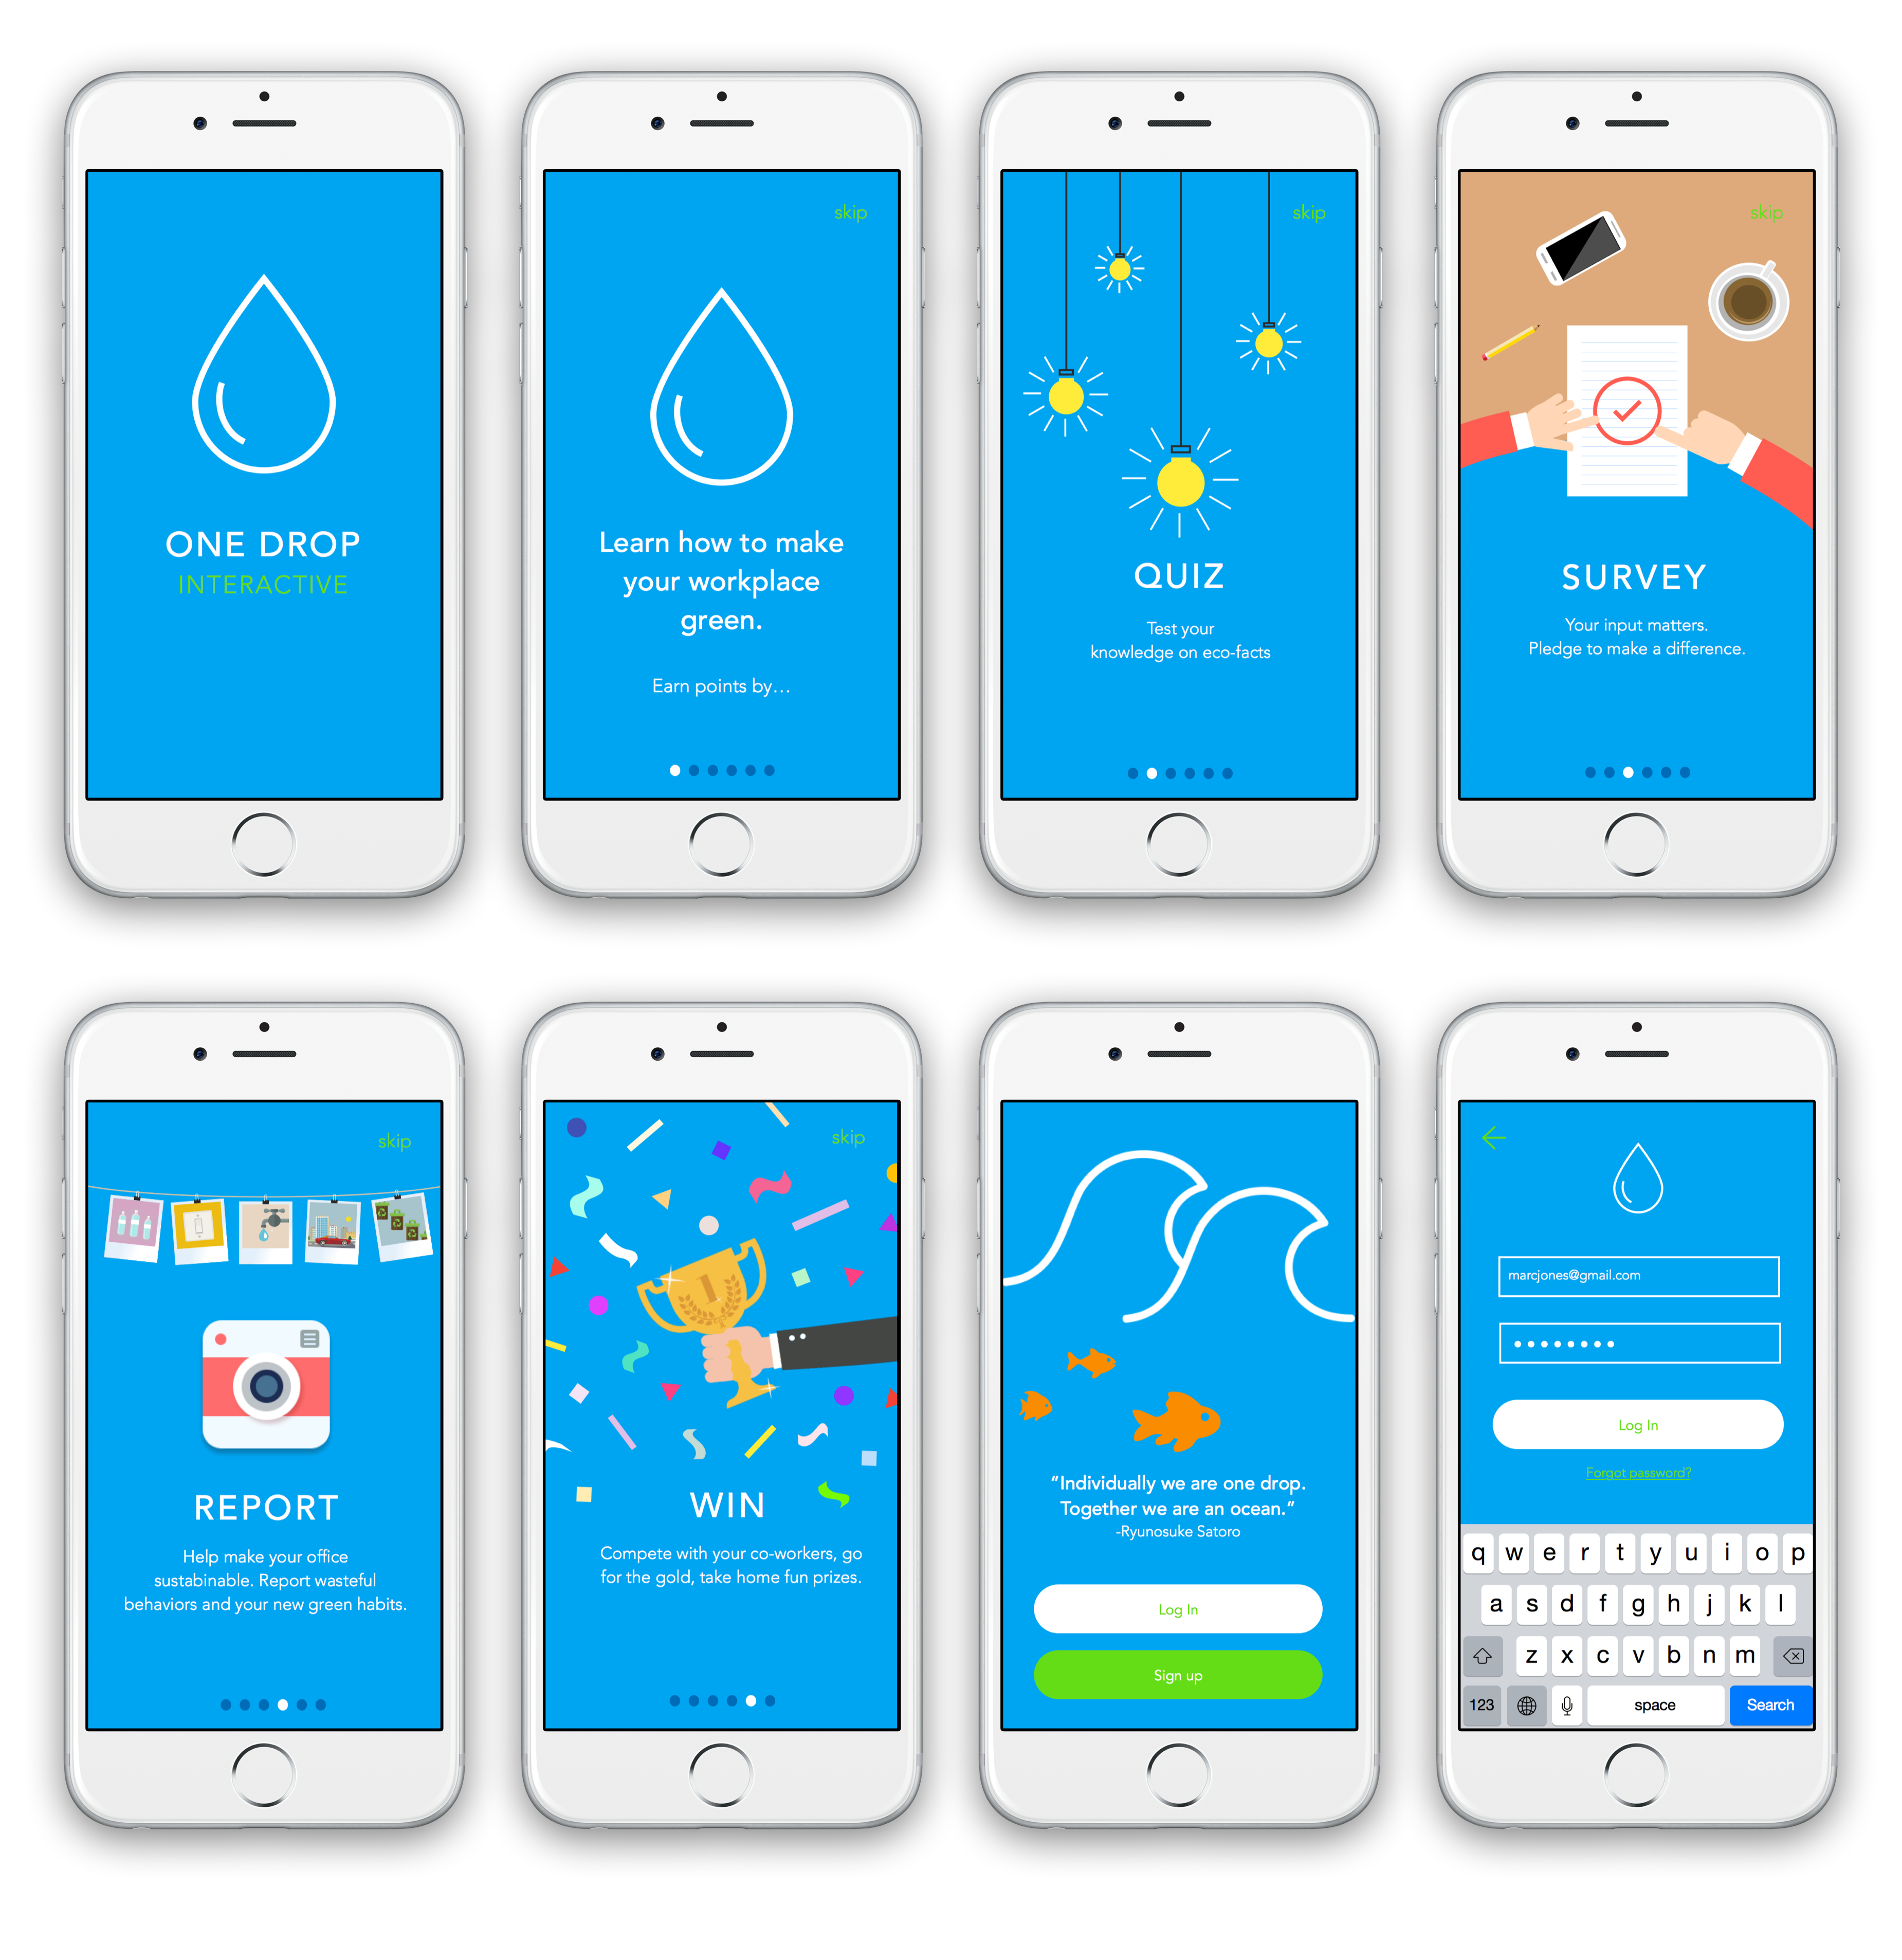 ONE DROP
INTERACTIVE
skip
Learn how to make
your workplace
green.
Earn points by...
skip
QUIZ
Test your
knowledge on eco-facts
skip
SURVEY
Your input matters.
Pledge to make a difference.
skip
REPORT
Help make your office
sustabinable. Report wasteful
behaviors and your new green habits.
skip
1
WIN
Compete with your co-workers, go
for the gold, take home fun prizes.
“Individually we are one drop.
Together we are an ocean.”
-Ryunosuke Satoro
Log In
Sign up
marcjones@gmail.com
Log In
Forgot password?
q w e r t y u i o p
a s d f g h j k l
z x c v b n m
123 space Search